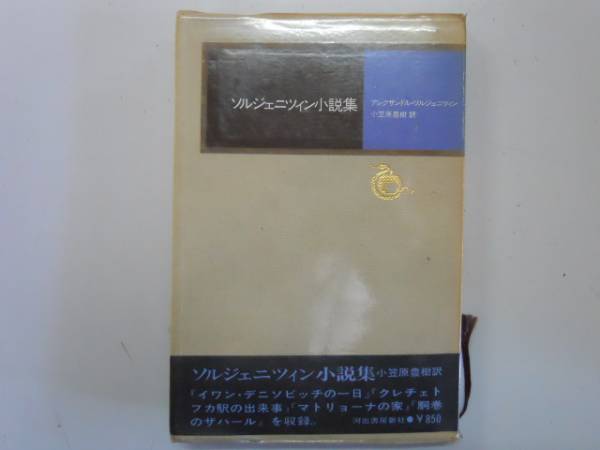 ソルジェニツィン小説集
アレクサンドル・ソルジェニツィン
小笠原豊樹 訳
ソルジェニツィン小説集 小笠原豊樹訳
『イワン・デニソビッチの一日』『クレチェト
フカ駅の出来事』『マトリョーナの家』『胴巻
のザハール』を収録。 河出書房新社●￥850